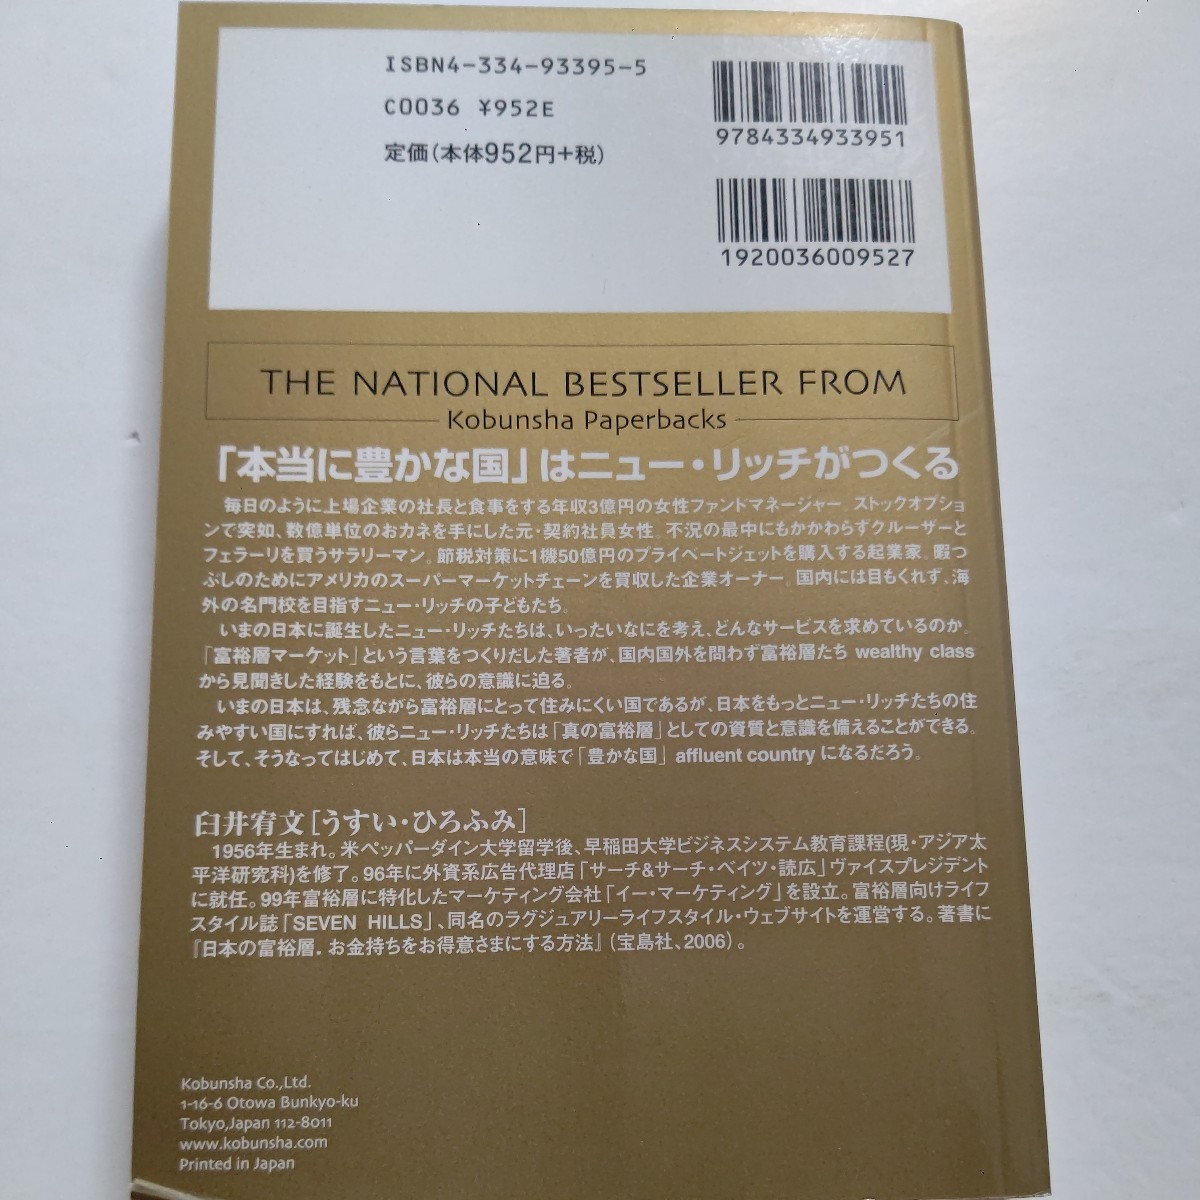 ISBN4-334-93395-5
C0036 ¥952E
定価(本体952円+税)
9784334933951
1920036009527
THE NATIONAL BESTSELLER FROM
Kobunsha Paperbacks
「本当に豊かな国」はニュー・リッチがつくる
毎日のように上場企業の社長と食事をする年収3億円の女性ファンドマネージャー。ストックオプショ
ンで突如、数億単位のおカネを手にした元・契約社員女性。不況の最中にもかかわらずクルーザーと
フェラーリを買うサラリーマン。節税対策に1機50億円のプライベートジェットを購入する起業家。暇つ
ぶしのためにアメリカのスーパーマーケットチェーンを買収した企業オーナー。国内には目もくれず、海
外の名門校を目指すニュー・リッチの子どもたち。
いまの日本に誕生したニュー・リッチたちは、いったいなにを考え、どんなサービスを求めているのか。
「富裕層マーケット」という言葉をつくりだした著者が、国内国外を問わず富裕層たち wealthy class
から見聞きした経験をもとに、彼らの意識に迫る。
いまの日本は、残念ながら富裕層にとって住みにくい国であるが、日本をもっとニュー・リッチたちの住
みやすい国にすれば、彼らニュー・リッチたちは「真の富裕層」としての資質と意識を備えることができる。
そして、そうなってはじめて、日本は本当の意味で「豊かな国」 affluent country になるだろう。
臼井宥文[うすい・ひろふみ]
1956年生まれ。米ペッパーダイン大学留学後、早稲田大学ビジネスシステム教育課程(現・アジア太
平洋研究科)を修了。96年に外資系広告代理店「サーチ&サーチ・ベイツ・読広」ヴァイスプレジデント
に就任。99年富裕層に特化したマーケティング会社「イー・マーケティング」を設立。富裕層向けライフ
スタイル誌「SEVEN HILLS」、同名のラグジュアリーライフスタイル・ウェブサイトを運営する。著書に
『日本の富裕層. お金持ちをお得意さまにする方法』(宝島社、2006)。
Kobunsha Co.,Ltd.
1-16-6 Otowa Bunkyo-ku
Tokyo,Japan 112-8011
www.kobunsha.com
Printed in Japan